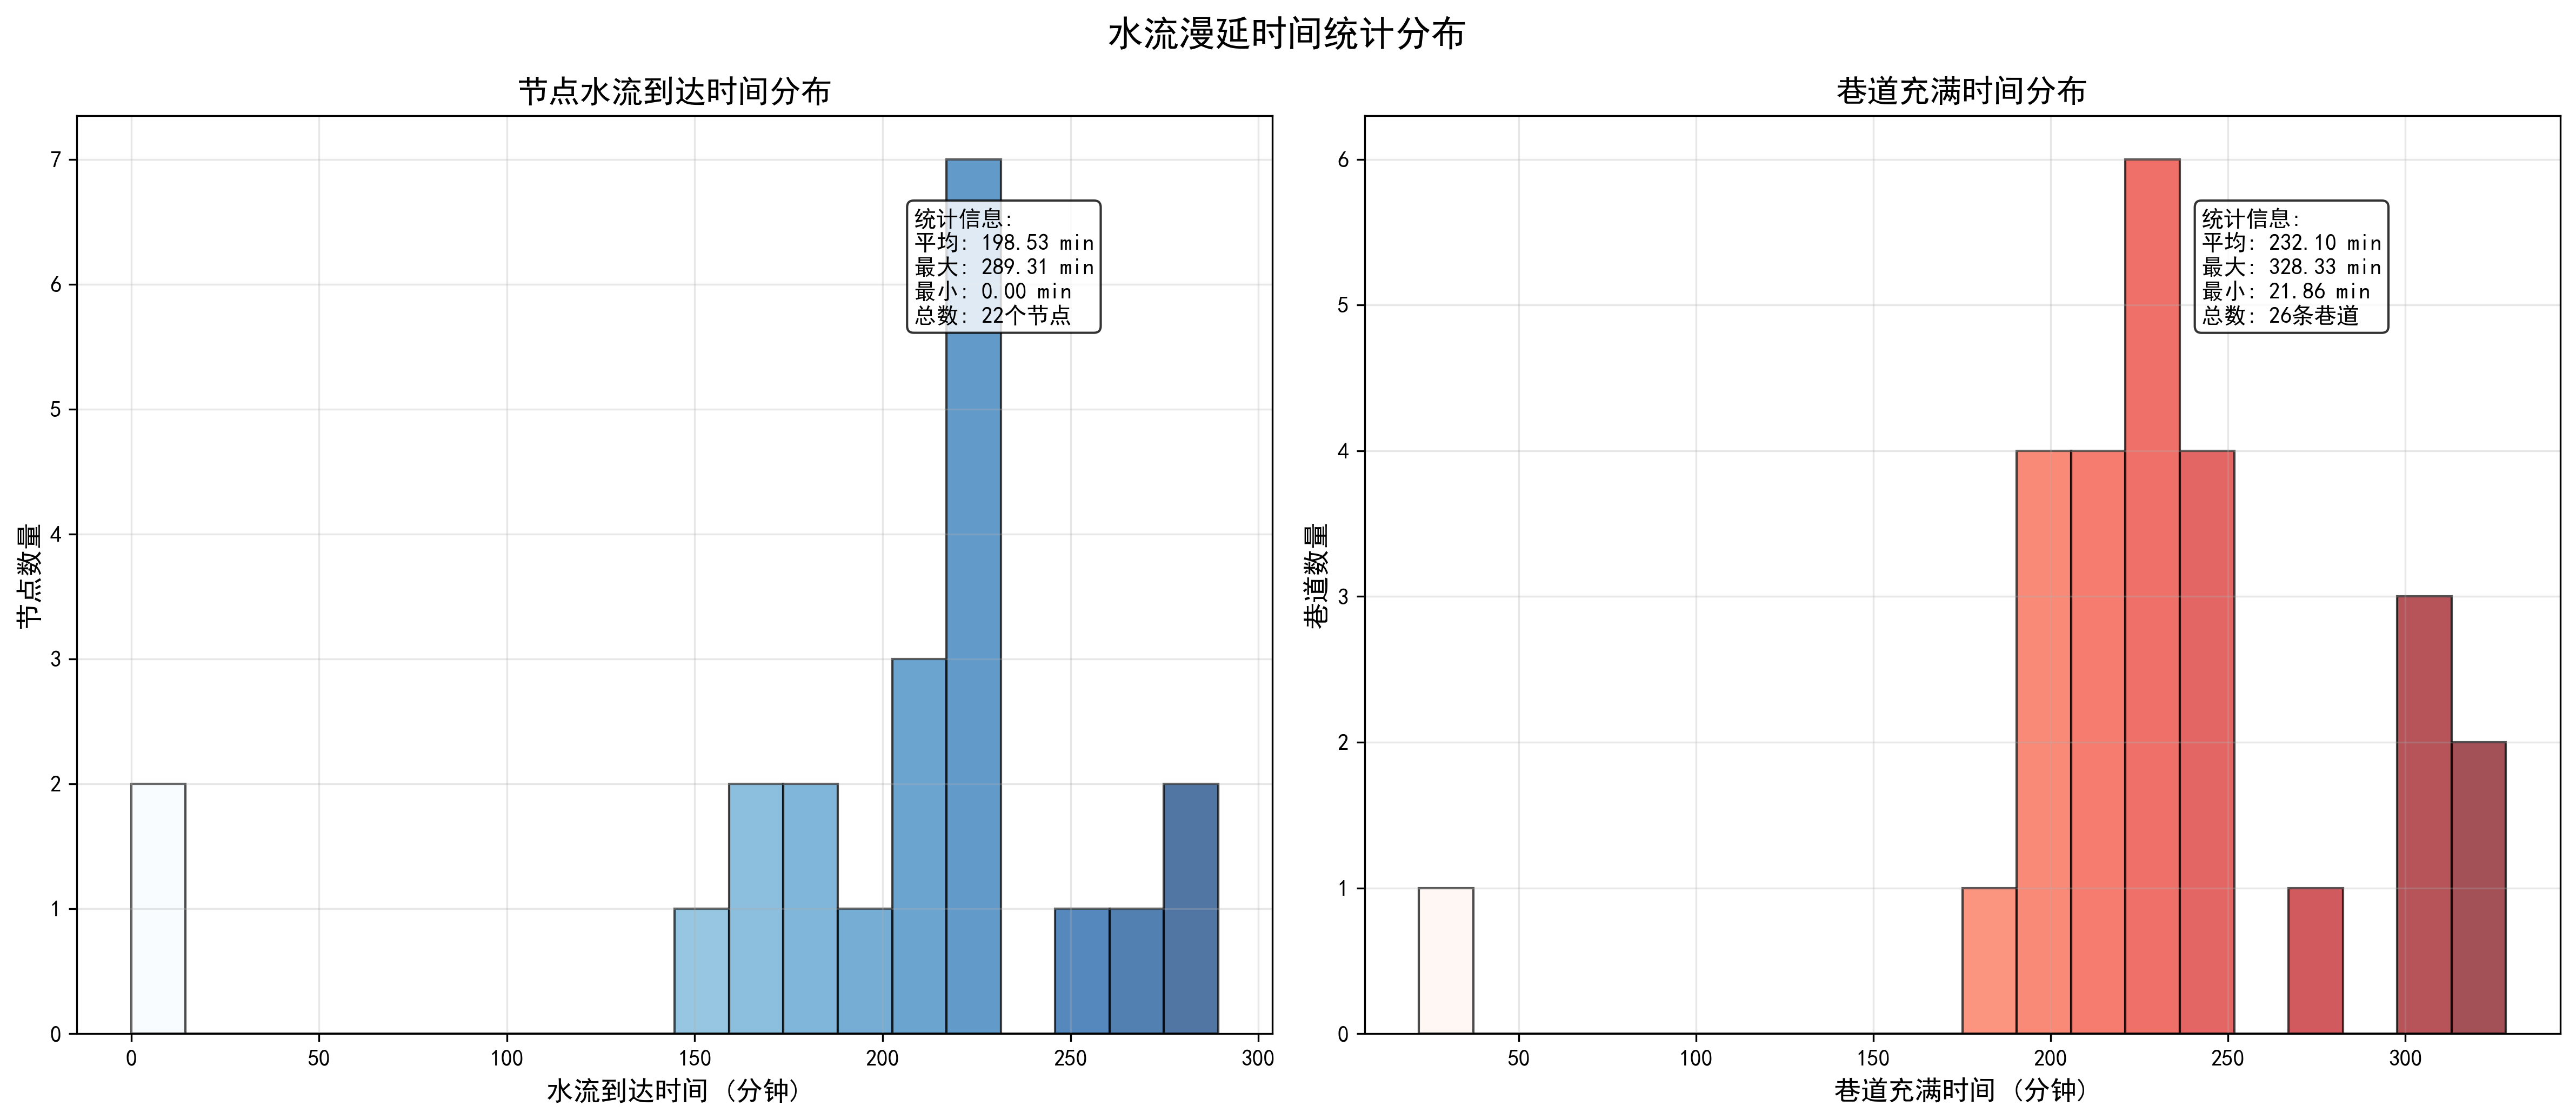 水流漫延时间统计分布
节点水流到达时间分布
7
6
5
4
3
2
1
0
节点数量
统计信息:
平均: 198.53 min
最大: 289.31 min
最小: 0.00 min
总数: 22个节点
0 50 100 150 200 250 300
水流到达时间 (分钟)
巷道充满时间分布
6
5
4
3
2
1
0
巷道数量
统计信息:
平均: 232.10 min
最大: 328.33 min
最小: 21.86 min
总数: 26条巷道
50 100 150 200 250 300
巷道充满时间 (分钟)